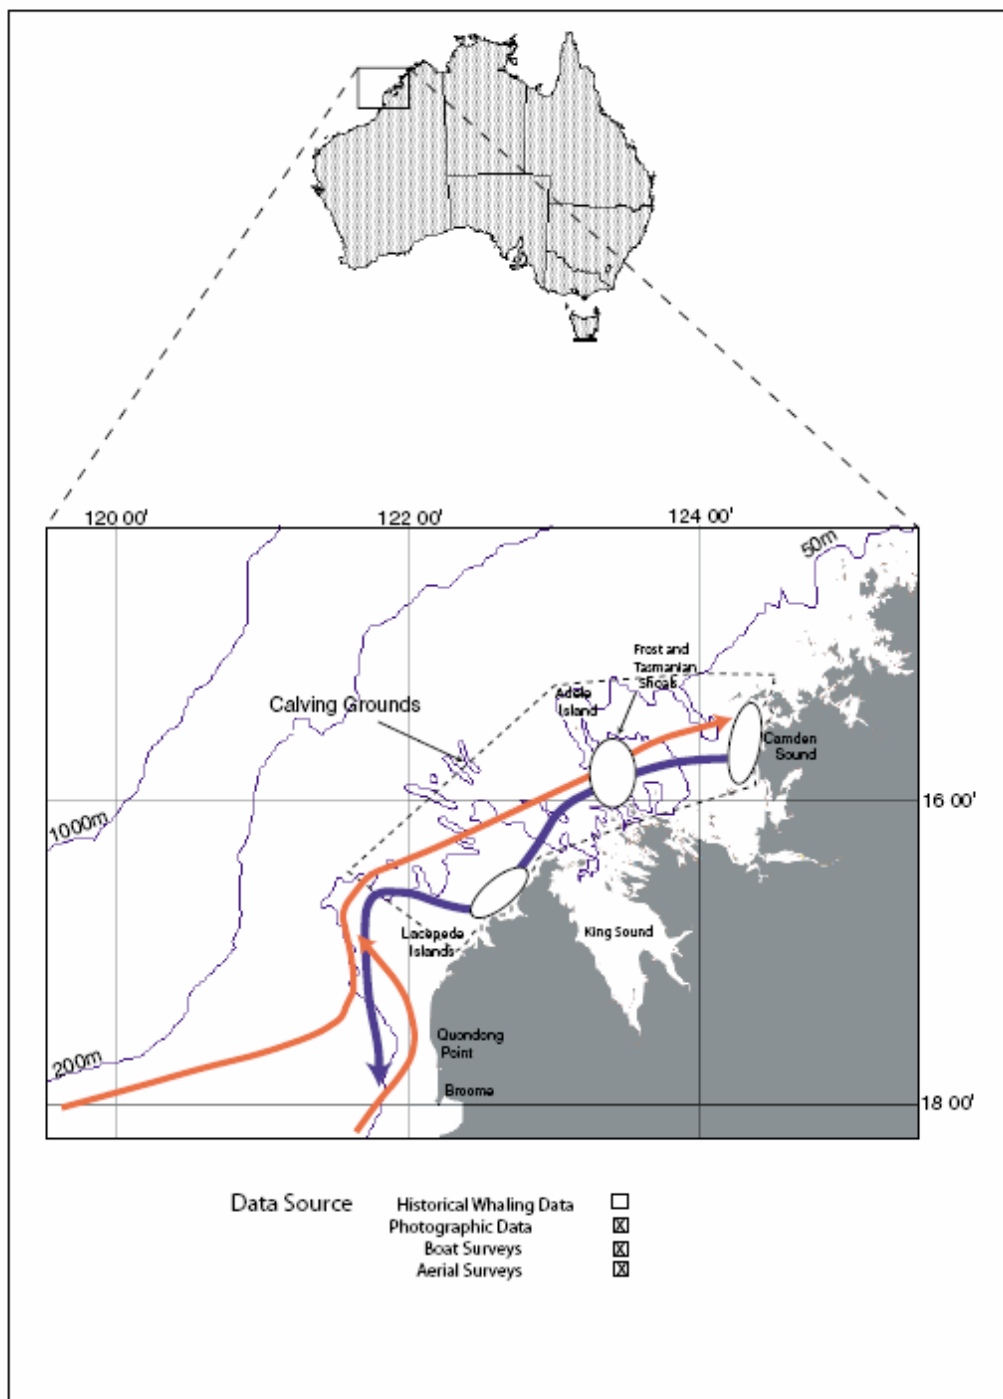 120 00'
122 00'
124 00'
50m
Frost and
Tasmanian
Shoals
Adele
Island
Calving Grounds
Camden
Sound
16 00'
1000m
Lacepede
Islands
King Sound
Quondong
Point
200m
Broome
18 00'
Data Source
Historical Whaling Data
Photographic Data
X
Boat Surveys
X
Aerial Surveys
X